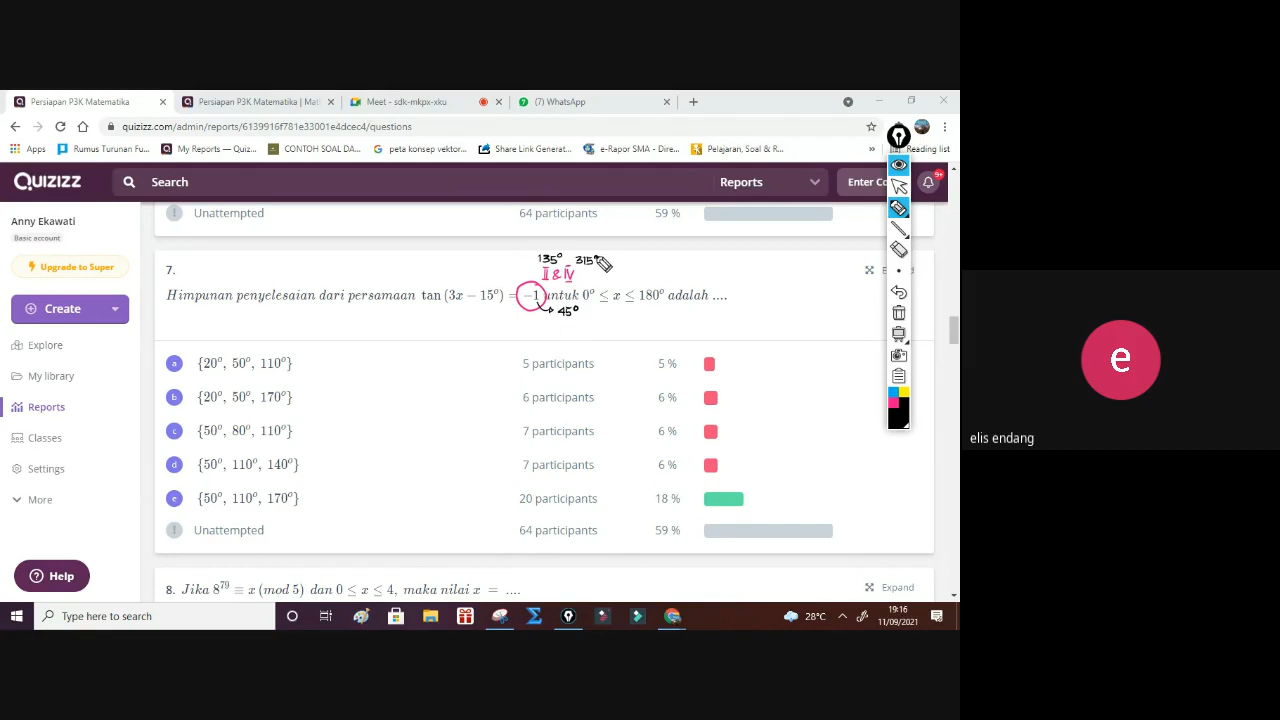 Persiapan P3K Matematika
Persiapan P3K Matematika | Mat
Meet - sdk-mkpx-xku
(7) WhatsApp
quizizz.com/admin/reports/6139916f781e33001e4dcec4/questions
Apps
Rumus Turunan Fu...
My Reports — Quiz...
CONTOH SOAL DA...
peta konsep vektor...
Share Link Generat...
e-Rapor SMA - Dire...
Pelajaran, Soal & R...
»
Reading list
QUIZIZZ
Search
Reports
Enter Co
9+
Anny Ekawati
Basic account
Upgrade to Super
Create
Explore
My library
Reports
Classes
Settings
More
Help
Unattempted 64 participants 59 %
7.
135° 315°
II & IV
Himpunan penyelesaian dari persamaan tan (3x − 15°) = −1 untuk 0° ≤ x ≤ 180° adalah ....
45°
a {20°, 50°, 110°} 5 participants 5 %
b {20°, 50°, 170°} 6 participants 6 %
c {50°, 80°, 110°} 7 participants 6 %
d {50°, 110°, 140°} 7 participants 6 %
e {50°, 110°, 170°} 20 participants 18 %
Unattempted 64 participants 59 %
8. Jika 8⁷⁹ ≡ x (mod 5) dan 0 ≤ x ≤ 4, maka nilai x = ....
Expand
Type here to search
28°C
19:16
11/09/2021
e
elis endang